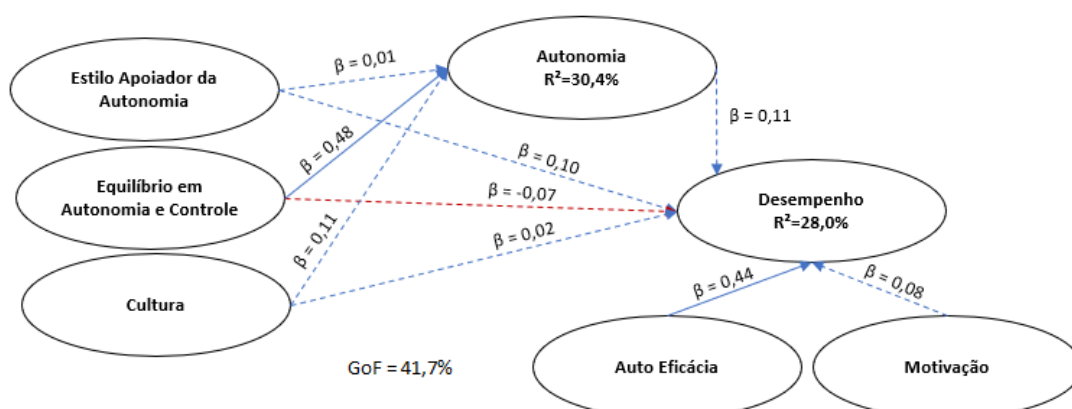 Estilo Apoiador da
Autonomia
β = 0,01
Autonomia
R²=30,4%
β = 0,11
β = 0,48
β = 0,10
Equilíbrio em
Autonomia e Controle
β = -0,07
Desempenho
R²=28,0%
β = 0,11
β = 0,02
Cultura
β = 0,44
β = 0,08
GoF = 41,7%
Auto Eficácia
Motivação